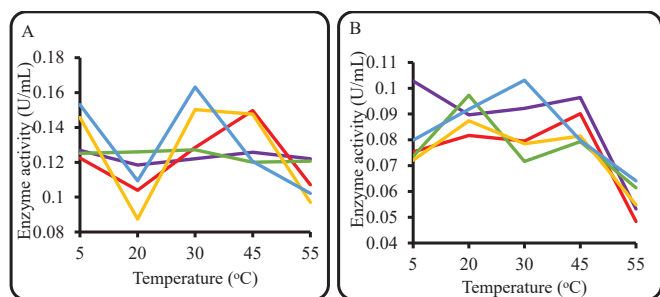 A
Enzyme activity (U/mL)
0.18
0.16
0.14
0.12
0.1
0.08
5 20 30 45 55
Temperature (°C)
B
Enzyme activity (U/mL)
0.11
0.1
0.09
0.08
0.07
0.06
0.05
0.04
5 20 30 45 55
Temperature (°C)